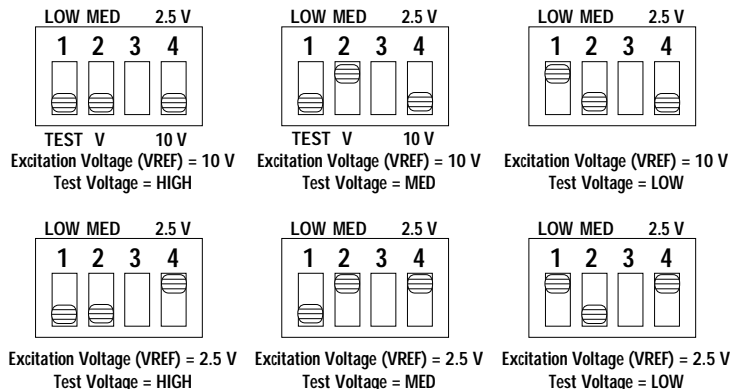 LOW MED 2.5 V
1 2 3 4
TEST V 10 V
Excitation Voltage (VREF) = 10 V
Test Voltage = HIGH
LOW MED 2.5 V
1 2 3 4
TEST V 10 V
Excitation Voltage (VREF) = 10 V
Test Voltage = MED
LOW MED 2.5 V
1 2 3 4
Excitation Voltage (VREF) = 10 V
Test Voltage = LOW
LOW MED 2.5 V
1 2 3 4
Excitation Voltage (VREF) = 2.5 V
Test Voltage = HIGH
LOW MED 2.5 V
1 2 3 4
Excitation Voltage (VREF) = 2.5 V
Test Voltage = MED
LOW MED 2.5 V
1 2 3 4
Excitation Voltage (VREF) = 2.5 V
Test Voltage = LOW